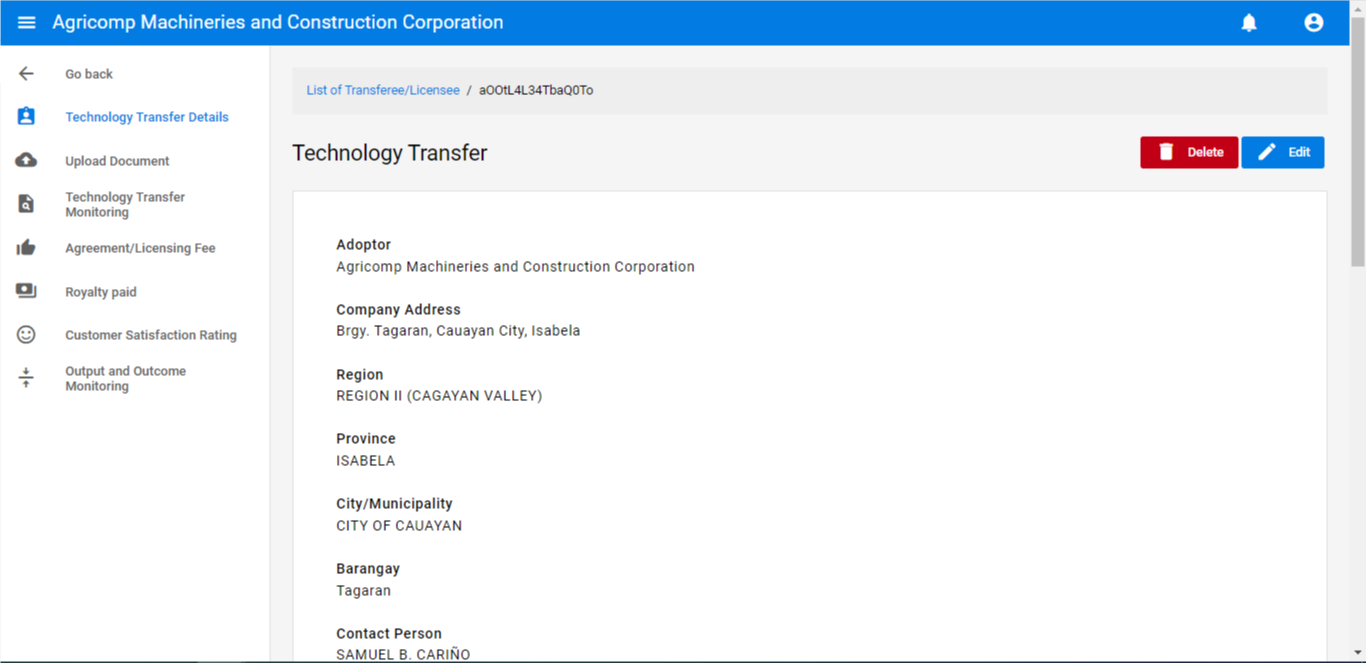 Agricomp Machineries and Construction Corporation
Go back
Technology Transfer Details
Upload Document
Technology Transfer
Monitoring
Agreement/Licensing Fee
Royalty paid
Customer Satisfaction Rating
Output and Outcome
Monitoring
List of Transferee/Licensee / aOOtL4L34TbaQ0To
Technology Transfer
Delete
Edit
Adoptor
Agricomp Machineries and Construction Corporation
Company Address
Brgy. Tagaran, Cauayan City, Isabela
Region
REGION II (CAGAYAN VALLEY)
Province
ISABELA
City/Municipality
CITY OF CAUAYAN
Barangay
Tagaran
Contact Person
SAMUEL B. CARIÑO